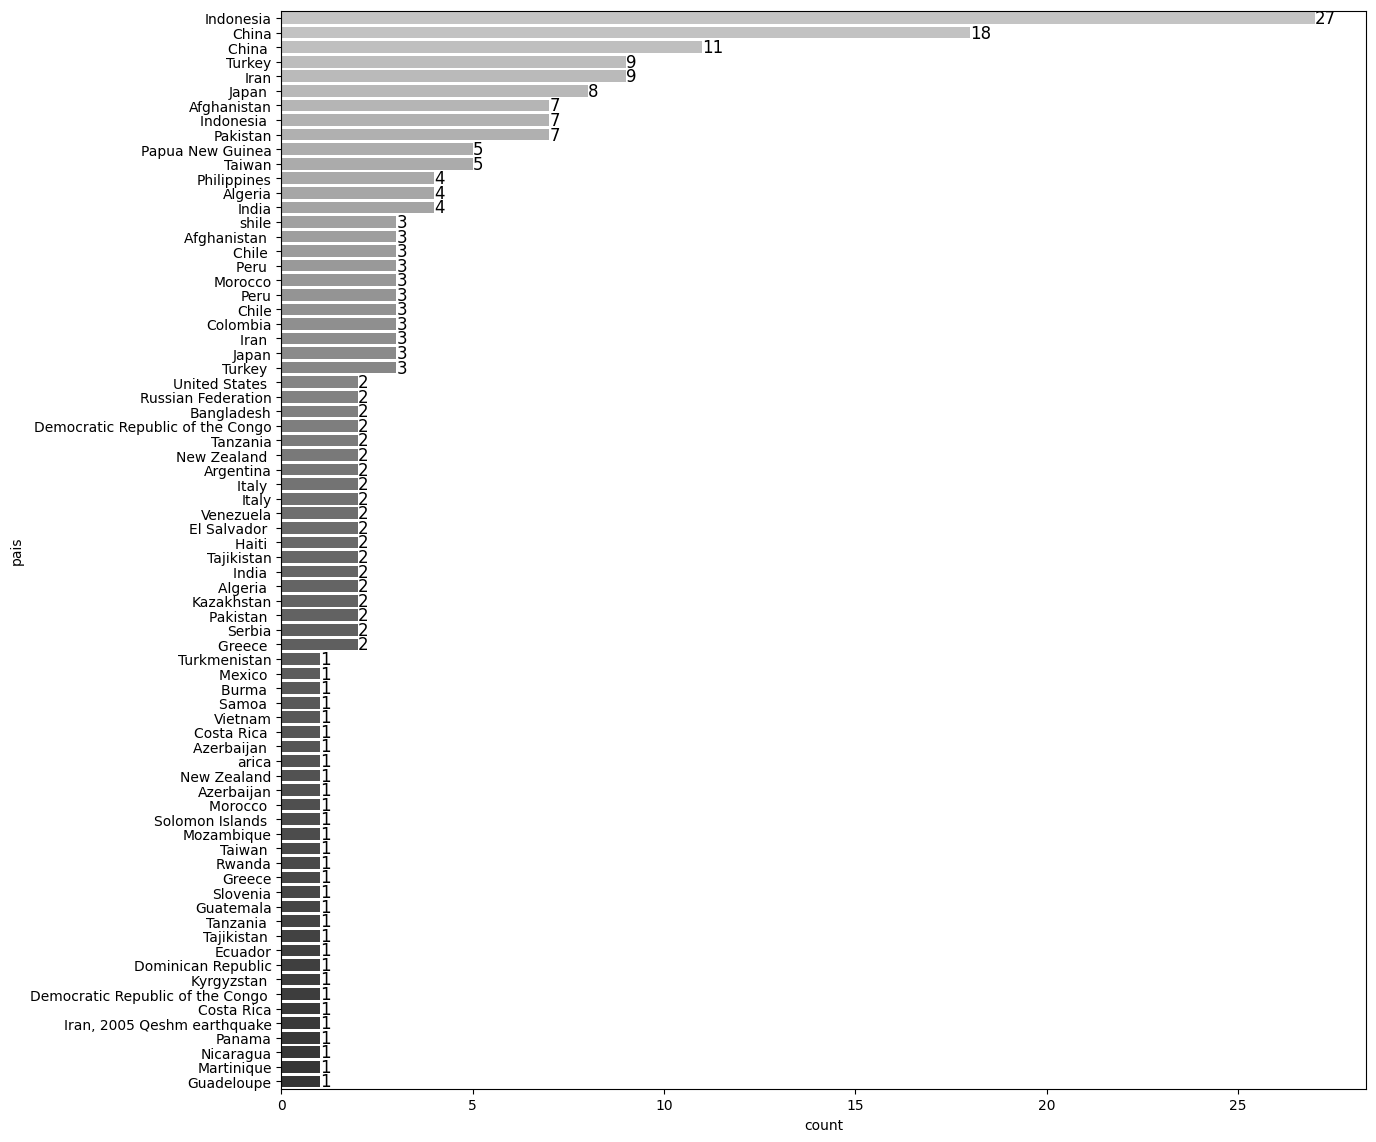 Indonesia 27
China 18
China 11
Turkey 9
Iran 9
Japan 8
Afghanistan 7
Indonesia 7
Pakistan 7
Papua New Guinea 5
Taiwan 5
Philippines 4
Algeria 4
India 4
shile 3
Afghanistan 3
Chile 3
Peru 3
Morocco 3
Peru 3
Chile 3
Colombia 3
Iran 3
Japan 3
Turkey 3
United States 2
Russian Federation 2
Bangladesh 2
Democratic Republic of the Congo 2
Tanzania 2
New Zealand 2
Argentina 2
Italy 2
Italy 2
Venezuela 2
El Salvador 2
Haiti 2
Tajikistan 2
India 2
Algeria 2
Kazakhstan 2
Pakistan 2
Serbia 2
Greece 2
Turkmenistan 1
Mexico 1
Burma 1
Samoa 1
Vietnam 1
Costa Rica 1
Azerbaijan 1
arica 1
New Zealand 1
Azerbaijan 1
Morocco 1
Solomon Islands 1
Mozambique 1
Taiwan 1
Rwanda 1
Greece 1
Slovenia 1
Guatemala 1
Tanzania 1
Tajikistan 1
Ecuador 1
Dominican Republic 1
Kyrgyzstan 1
Democratic Republic of the Congo 1
Costa Rica 1
Iran, 2005 Qeshm earthquake 1
Panama 1
Nicaragua 1
Martinique 1
Guadeloupe 1
pais
0 5 10 15 20 25
count